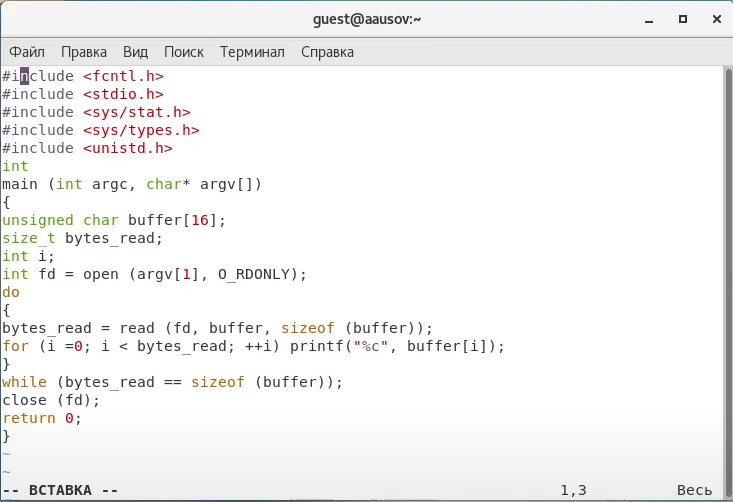 guest@aausov:~
Файл Правка Вид Поиск Терминал Справка
#include <fcntl.h>
#include <stdio.h>
#include <sys/stat.h>
#include <sys/types.h>
#include <unistd.h>
int
main (int argc, char* argv[])
{
unsigned char buffer[16];
size_t bytes_read;
int i;
int fd = open (argv[1], O_RDONLY);
do
{
bytes_read = read (fd, buffer, sizeof (buffer));
for (i =0; i < bytes_read; ++i) printf("%c", buffer[i]);
}
while (bytes_read == sizeof (buffer));
close (fd);
return 0;
}
~
~
-- ВСТАВКА -- 1,3 Весь